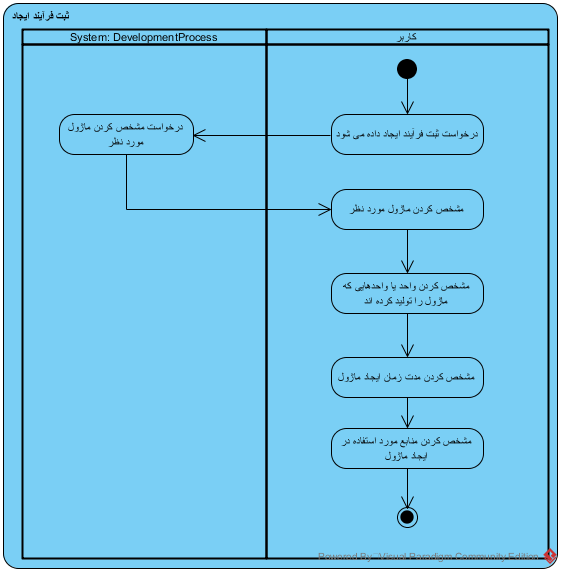 ثبت فرآیند ایجاد
System: DevelopmentProcess
کاربر
درخواست ثبت فرآیند ایجاد داده می شود
درخواست مشخص کردن ماژول
مورد نظر
مشخص کردن ماژول مورد نظر
مشخص کردن واحد یا واحدهایی که
ماژول را تولید کرده اند
مشخص کردن مدت زمان ایجاد ماژول
مشخص کردن منابع مورد استفاده در
ایجاد ماژول
Powered By Visual Paradigm Community Edition